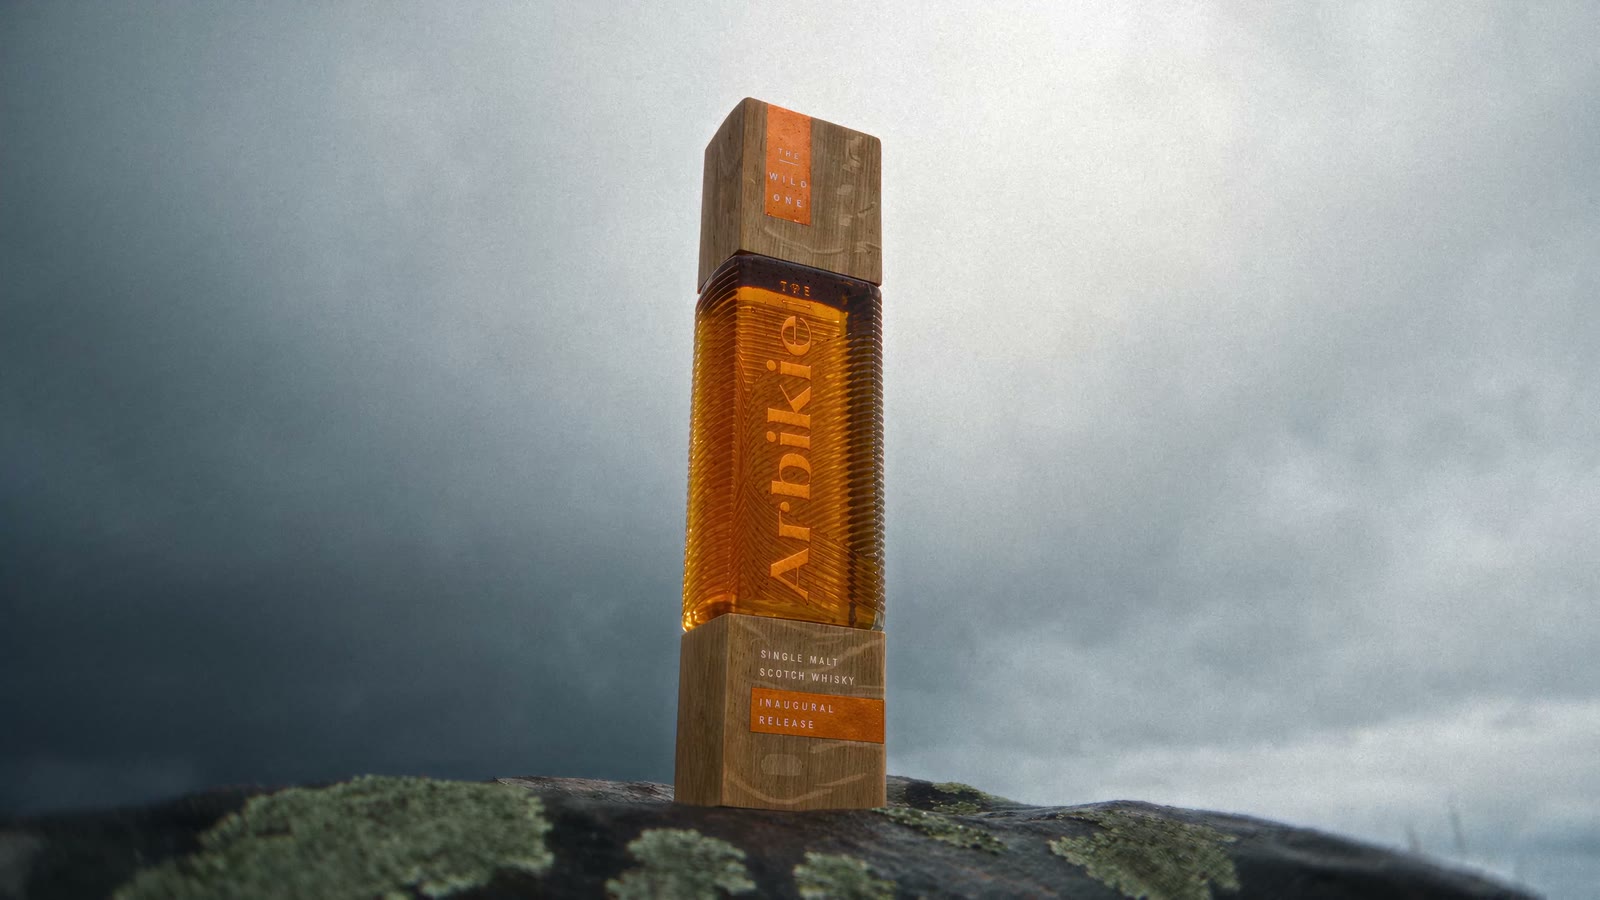 THE
WILD
ONE
THE
Arbikie
SINGLE MALT
SCOTCH WHISKY
INAUGURAL
RELEASE